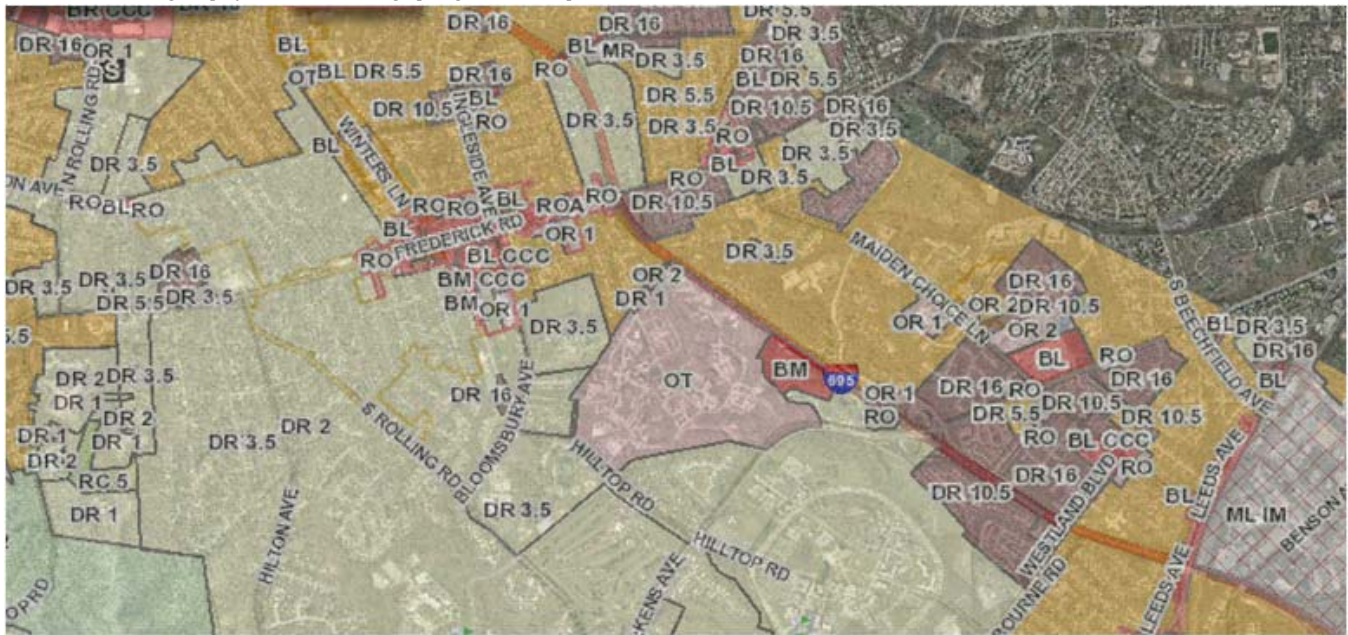 BR CCC
DR 16
DR 16
DR 5.5
DR 3.5
DR 16 OR 1
BL
BL MR
DR 3.5
DR 16
S
OT BL DR 5.5
DR 16
RO
BL DR 5.5
N ROLLING RD
DR 10.5
BL
RO
INGLESIDE AVE
DR 5.5
DR 10.5
DR 16
DR 3.5
DR 3.5
DR 3.5
RO
BL
WINTERS LN
DR 3.5
DR 3.5
BL
DR 3.5
RO
DR 10.5
ON AVE
RO BL RO
RO RO BL
ROA RO
BL
FREDERICK RD
OR 1
RO
BL CCC
DR 3.5
MAIDEN CHOICE LN
DR 3.5
DR 3.5
DR 16
DR 5.5
DR 3.5
BM CCC
BM OR 1
OR 2
DR 1
DR 16
S BEECHFIELD AVE
OR 2 DR 10.5
5.5
DR 3.5
OR 1
OR 2
BL DR 3.5
DR 16
BL
DR 2 DR 3.5
DR 1
DR 2
DR 1
DR 1
DR 2
RC 5
DR 1
DR 16
OT
BM
695
OR 1
RO
BL
RO
DR 16
DR 16 RO
DR 5.5
DR 10.5
DR 10.5
RO
BL CCC
RO
DR 16
DR 10.5
DR 3.5
DR 2
S ROLLING RD
BLOOMSBURY AVE
HILLTOP RD
DR 3.5
HILLTOP RD
HILTON AVE
WESTLAND BLVD
BL
LEEDS AVE
ML IM
BENSON A
OP RD
KENS AVE
BOURNE RD
LEEDS AVE